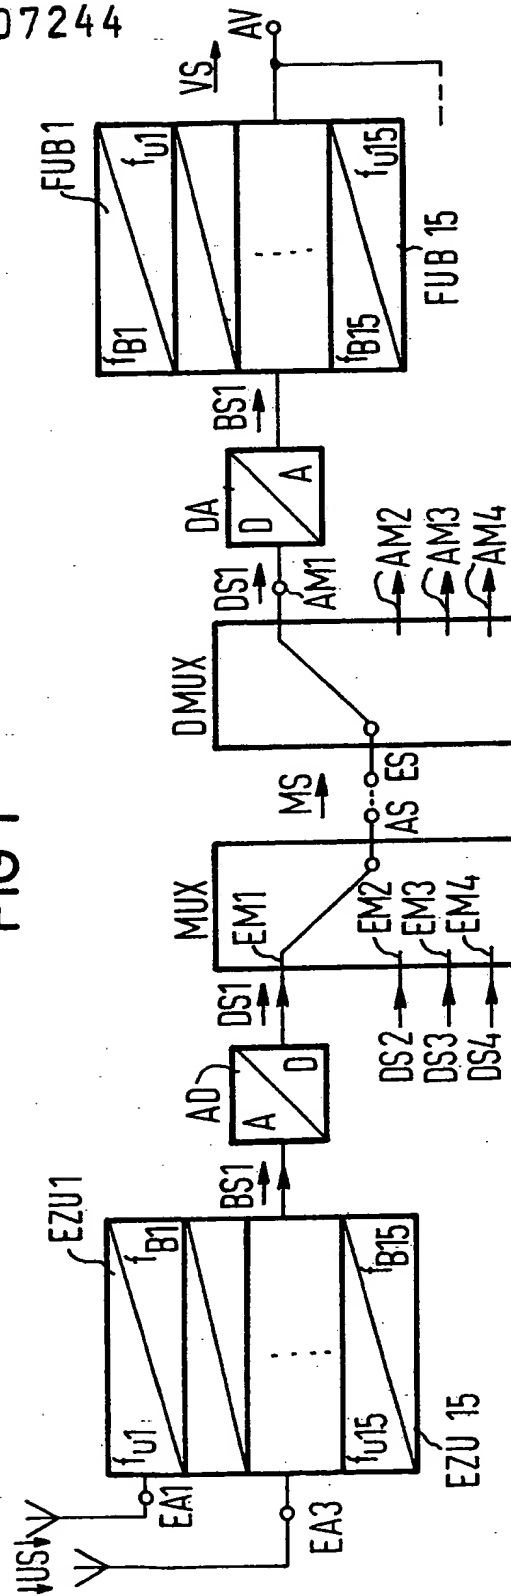 07244
FIG 1
US
EA1
EA3
EZU1
fU1
fB1
fU15
fB15
EZU 15
BS1
AD
A
D
DS1
MUX
EM1
EM2
EM3
EM4
DS2
DS3
DS4
AS
MS
ES
DMUX
AM1
AM2
AM3
AM4
DS1
DA
D
A
BS1
FUB1
fB1
fU1
fB15
fU15
FUB 15
VS
AV